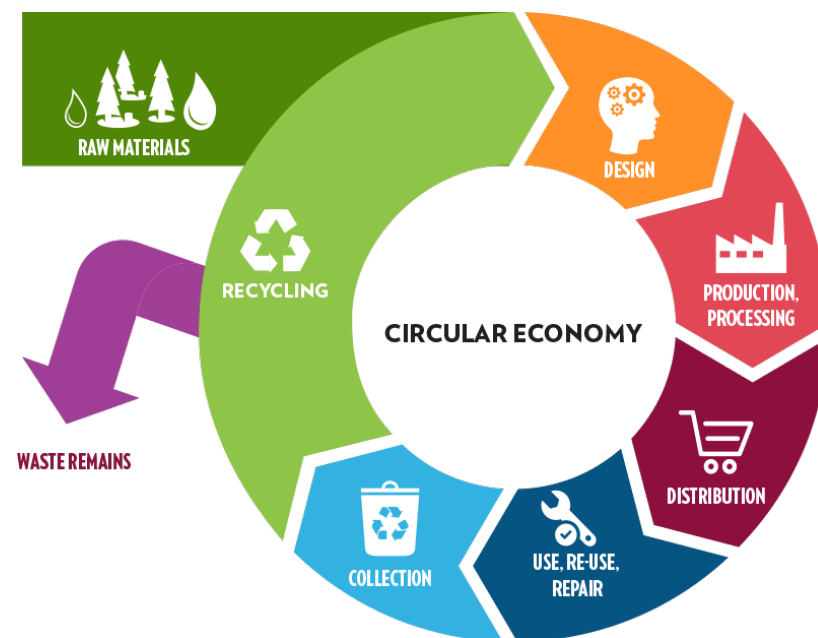 RAW MATERIALS
DESIGN
RECYCLING
PRODUCTION,
PROCESSING
CIRCULAR ECONOMY
WASTE REMAINS
DISTRIBUTION
USE, RE-USE,
REPAIR
COLLECTION